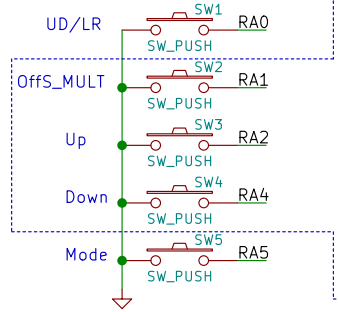 SW1
UD/LR
RA0
SW_PUSH
SW2
OffS_MULT
RA1
SW_PUSH
SW3
Up
RA2
SW_PUSH
SW4
Down
RA4
SW_PUSH
SW5
Mode
RA5
SW_PUSH